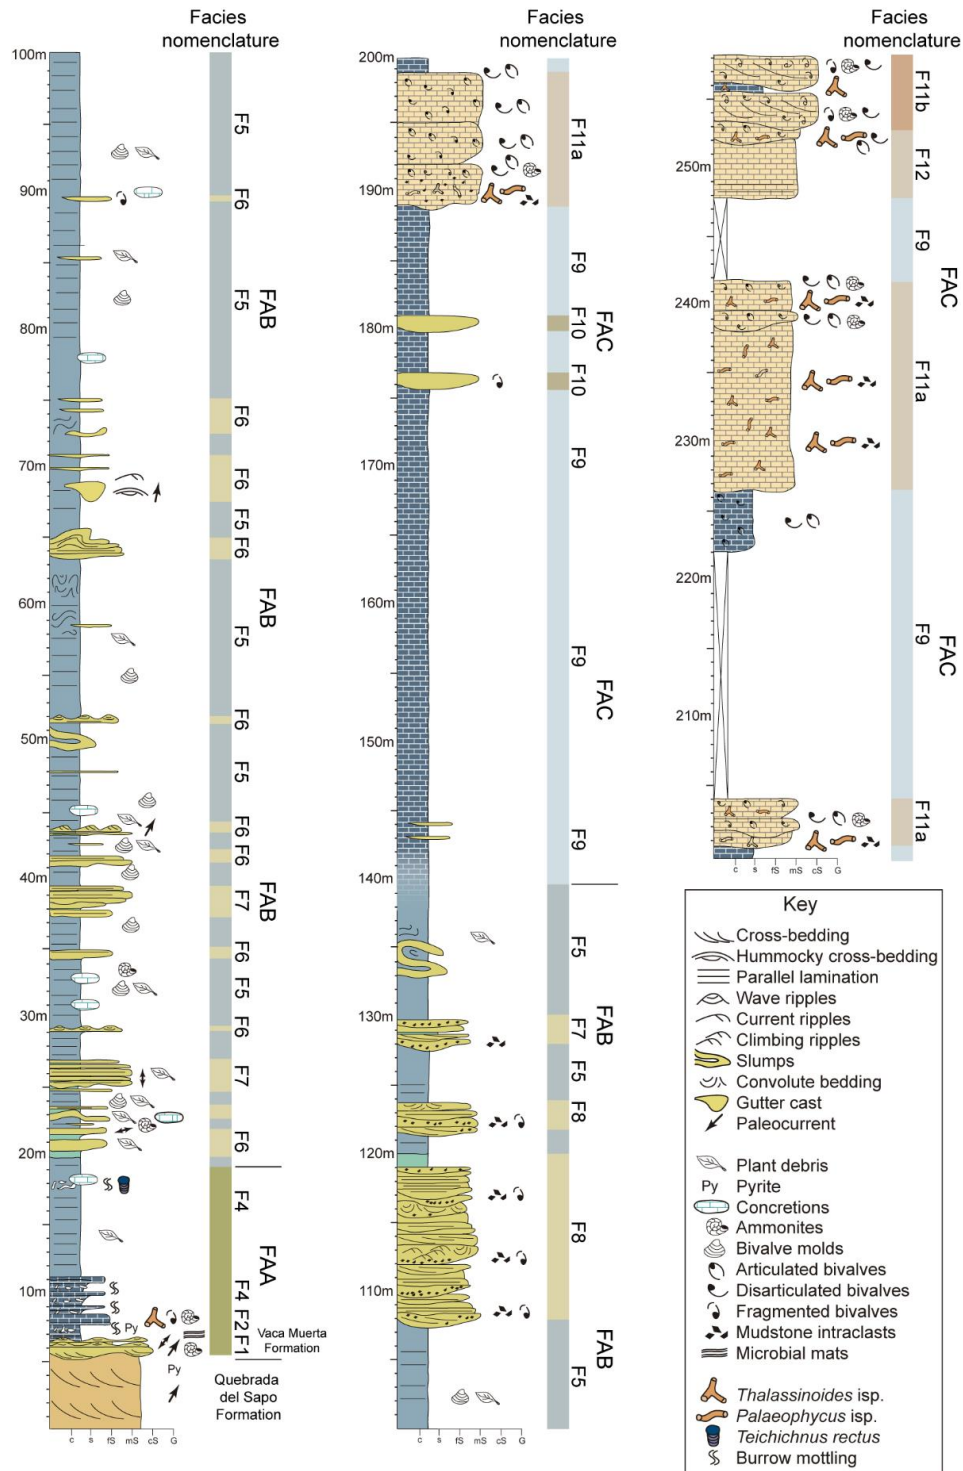 Facies
nomenclature
100m
F5
90m
F6
F5
FAB
80m
F6
70m
F6
F5
F6
60m
FAB
F5
F6
50m
F5
F6
F6
40m
F7
FAB
F6
F5
30m
F6
F7
F6
20m
F4
FAA
10m
F4
F2
Py
F1
Vaca Muerta
Formation
Py
Quebrada
del Sapo
Formation
c s fS mS cS G
Facies
nomenclature
200m
F11a
190m
F9
FAC
180m
F10
F10
170m
F9
160m
F9
FAC
150m
F9
140m
F5
130m
F7
FAB
F5
F8
120m
F8
110m
FAB
F5
c s fS mS cS G
Facies
nomenclature
F11b
250m
F12
F9
FAC
240m
F11a
230m
220m
F9
FAC
210m
F11a
c s fS mS cS G
Key
Cross-bedding
Hummocky cross-bedding
Parallel lamination
Wave ripples
Current ripples
Climbing ripples
Slumps
Convolute bedding
Gutter cast
Paleocurrent
Plant debris
Py Pyrite
Concretions
Ammonites
Bivalve molds
Articulated bivalves
Disarticulated bivalves
Fragmented bivalves
Mudstone intraclasts
Microbial mats
Thalassinoides isp.
Palaeophycus isp.
Teichichnus rectus
Burrow mottling